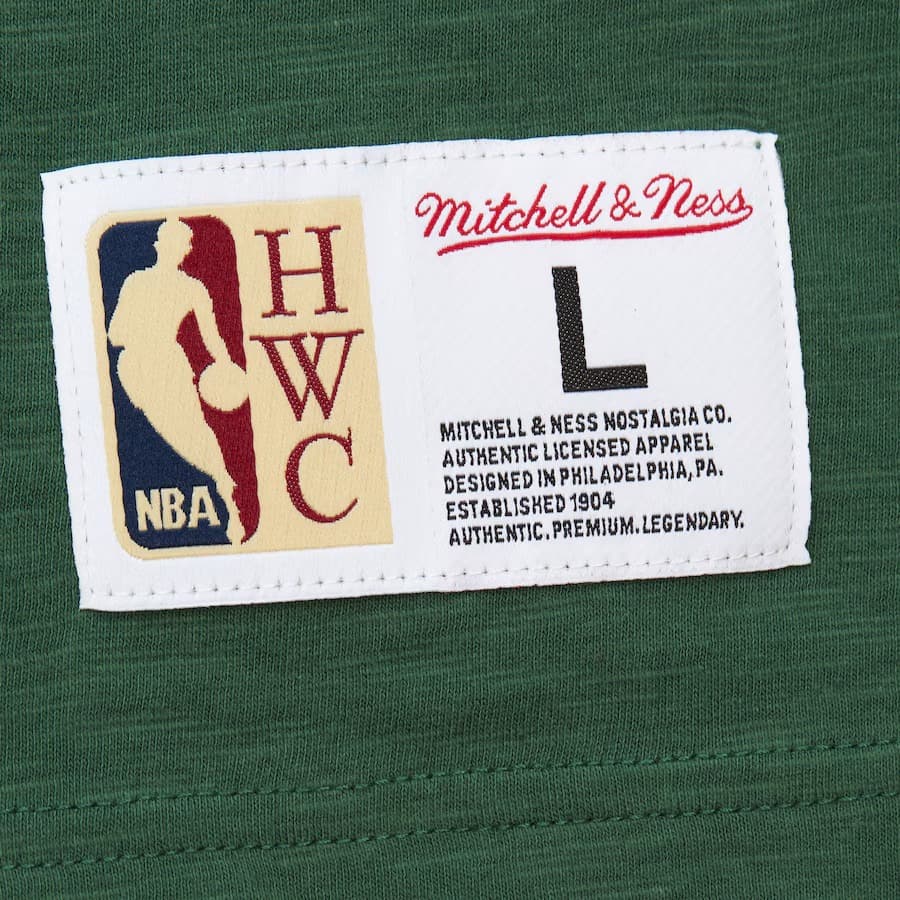 NBA
H
W
C
Mitchell & Ness
L
MITCHELL & NESS NOSTALGIA CO.
AUTHENTIC LICENSED APPAREL
DESIGNED IN PHILADELPHIA, PA.
ESTABLISHED 1904
AUTHENTIC. PREMIUM. LEGENDARY.